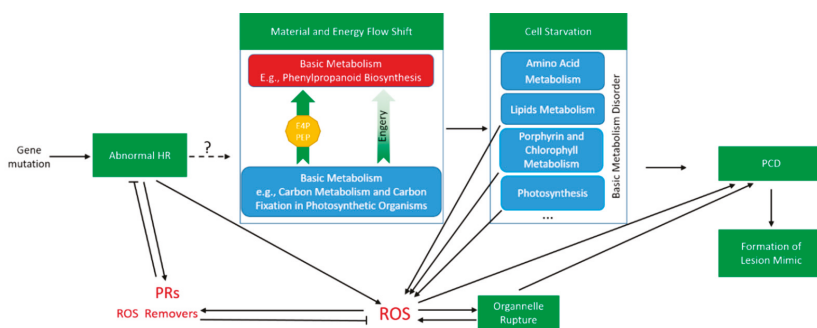 Material and Energy Flow Shift
Basic Metabolism
E.g., Phenylpropanoid Biosynthesis
E4P
PEP
Engery
Basic Metabolism
e.g., Carbon Metabolism and Carbon
Fixation in Photosynthetic Organisms
Cell Starvation
Amino Acid
Metabolism
Lipids Metabolism
Porphyrin and
Chlorophyll
Metabolism
Photosynthesis
...
Basic Metabolism Disorder
Gene
mutation
Abnormal HR
?
PCD
Formation of
Lesion Mimic
PRs
ROS Removers
ROS
Organnelle
Rupture